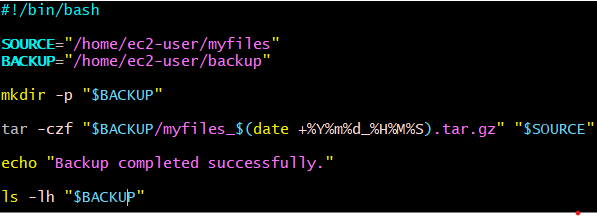 #!/bin/bash
SOURCE="/home/ec2-user/myfiles"
BACKUP="/home/ec2-user/backup"
mkdir -p "$BACKUP"
tar -czf "$BACKUP/myfiles_$(date +%Y%m%d_%H%M%S).tar.gz" "$SOURCE"
echo "Backup completed successfully."
ls -lh "$BACKUP"